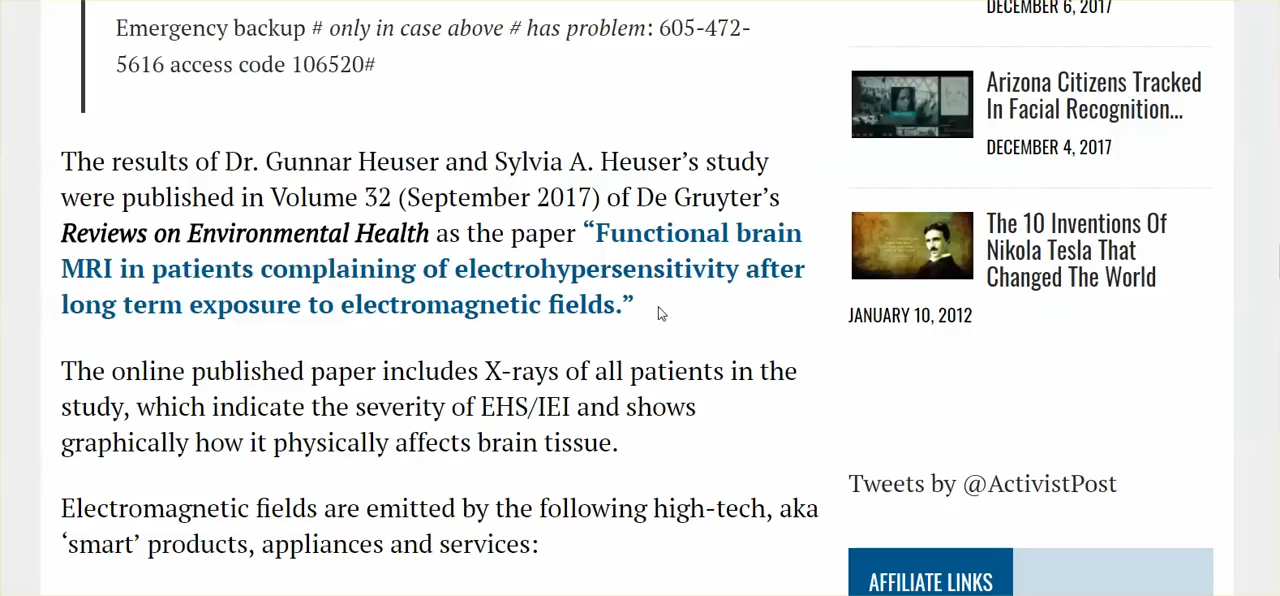 Emergency backup # only in case above # has problem: 605-472-
5616 access code 106520#
The results of Dr. Gunnar Heuser and Sylvia A. Heuser’s study
were published in Volume 32 (September 2017) of De Gruyter’s
Reviews on Environmental Health as the paper “Functional brain
MRI in patients complaining of electrohypersensitivity after
long term exposure to electromagnetic fields.”
The online published paper includes X-rays of all patients in the
study, which indicate the severity of EHS/IEI and shows
graphically how it physically affects brain tissue.
Electromagnetic fields are emitted by the following high-tech, aka
‘smart’ products, appliances and services:
DECEMBER 6, 2017
Arizona Citizens Tracked
In Facial Recognition...
DECEMBER 4, 2017
The 10 Inventions Of
Nikola Tesla That
Changed The World
JANUARY 10, 2012
Tweets by @ActivistPost
AFFILIATE LINKS